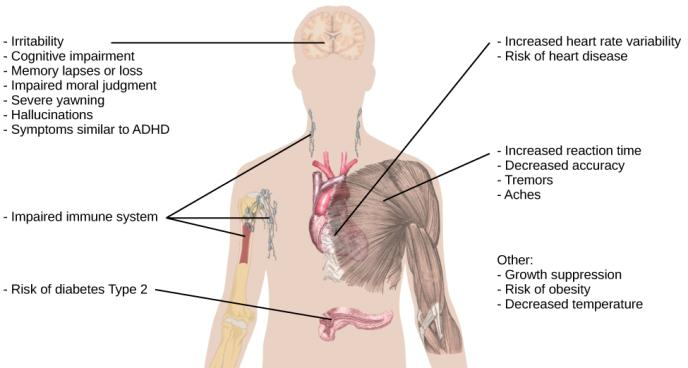 - Irritability
- Cognitive impairment
- Memory lapses or loss
- Impaired moral judgment
- Severe yawning
- Hallucinations
- Symptoms similar to ADHD
- Impaired immune system
- Risk of diabetes Type 2
- Increased heart rate variability
- Risk of heart disease
- Increased reaction time
- Decreased accuracy
- Tremors
- Aches
Other:
- Growth suppression
- Risk of obesity
- Decreased temperature